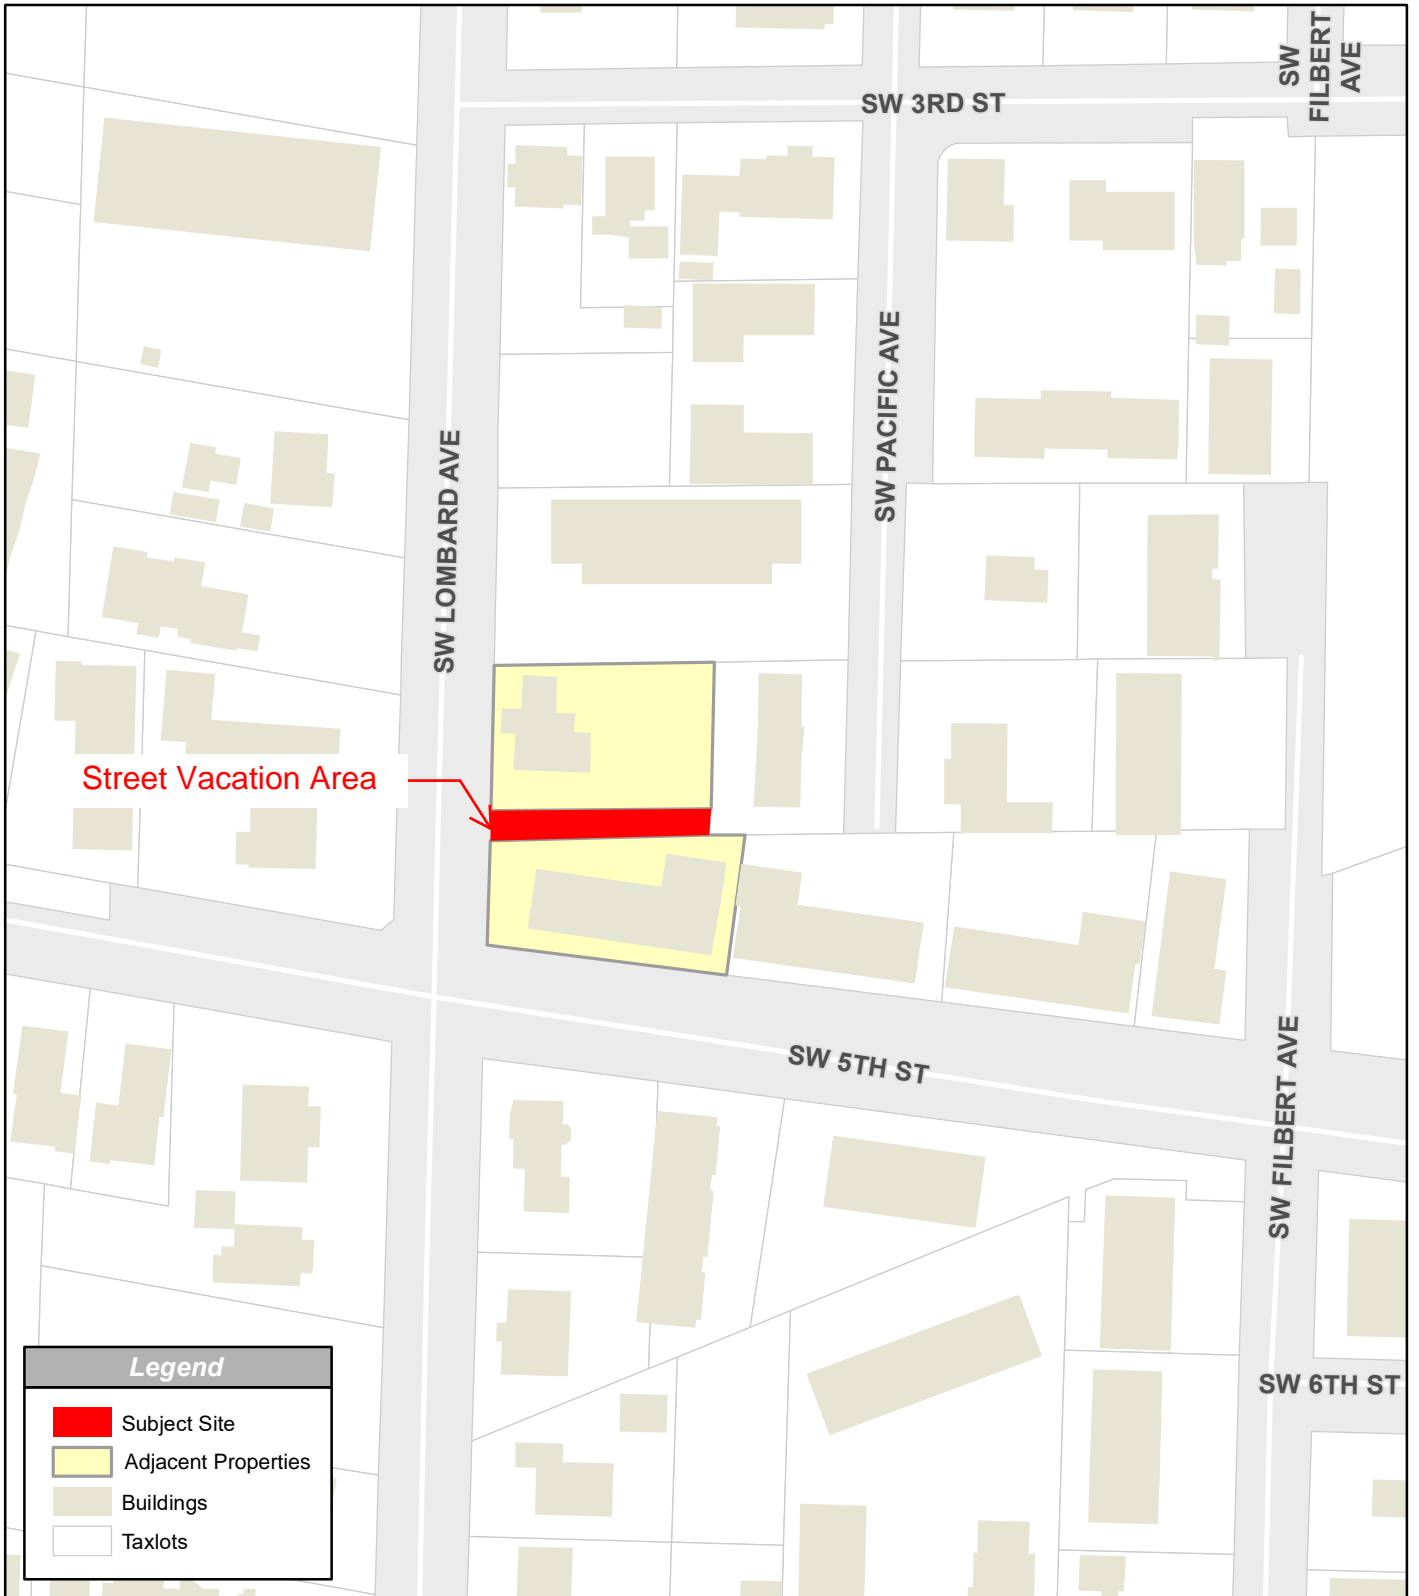 SW
FILBERT
AVE
SW 3RD ST
SW PACIFIC AVE
SW LOMBARD AVE
Street Vacation Area
SW 5TH ST
SW FILBERT AVE
SW 6TH ST
Legend
Subject Site
Adjacent Properties
Buildings
Taxlots